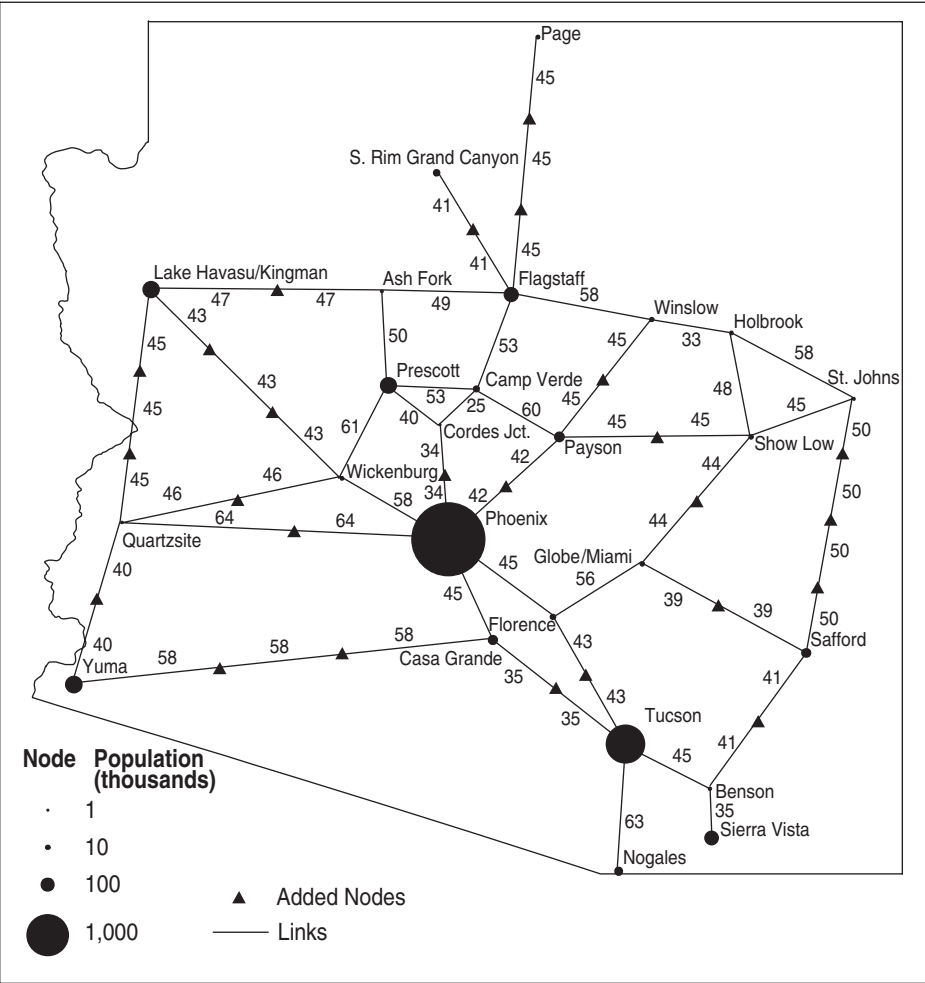 Page
45
S. Rim Grand Canyon
45
41
41
45
Lake Havasu/Kingman
Ash Fork
Flagstaff
47
47
49
58
43
Winslow
Holbrook
45
50
53
45
33
58
Prescott
Camp Verde
St. Johns
43
53
25
60
45
48
45
45
40
Cordes Jct.
45
45
50
43
61
34
Payson
Show Low
42
44
45
46
46
Wickenburg
58
34
42
50
64
64
Phoenix
Quartzsite
44
Globe/Miami
45
50
40
56
45
39
39
40
Florence
50
58
58
58
43
Safford
Casa Grande
Yuma
35
41
43
35
Tucson
41
45
Benson
35
63
Sierra Vista
Nogales
Node Population
(thousands)
1
10
100
1,000
Added Nodes
Links